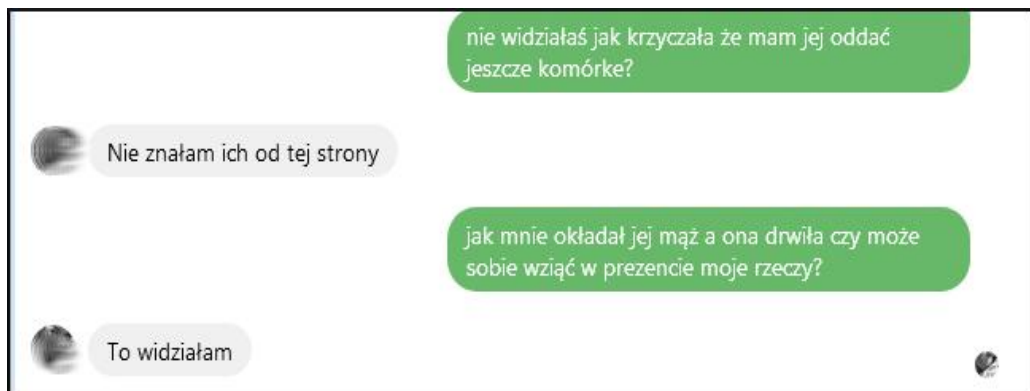 nie widziałaś jak krzyczała że mam jej oddać
jeszcze komórke?
Nie znałam ich od tej strony
jak mnie okładał jej mąż a ona drwiła czy może
sobie wziąć w prezencie moje rzeczy?
To widziałam